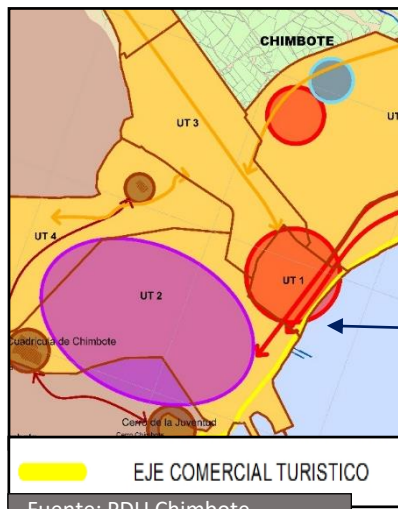 CHIMBOTE
UT 3
UT 4
UT 1
UT 2
Cuadricula de Chimbote
Cerro de la Juventud
EJE COMERCIAL TURISTICO
Fuente: PDU Chimbote